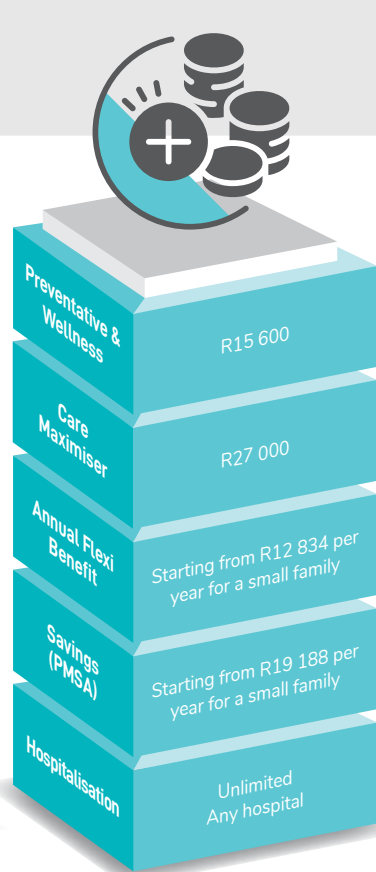 Preventative &
Wellness
R15 600
Care
Maximiser
R27 000
Annual Flexi
Benefit
Starting from R12 834 per
year for a small family
Savings
(PMSA)
Starting from R19 188 per
year for a small family
Hospitalisation
Unlimited
Any hospital